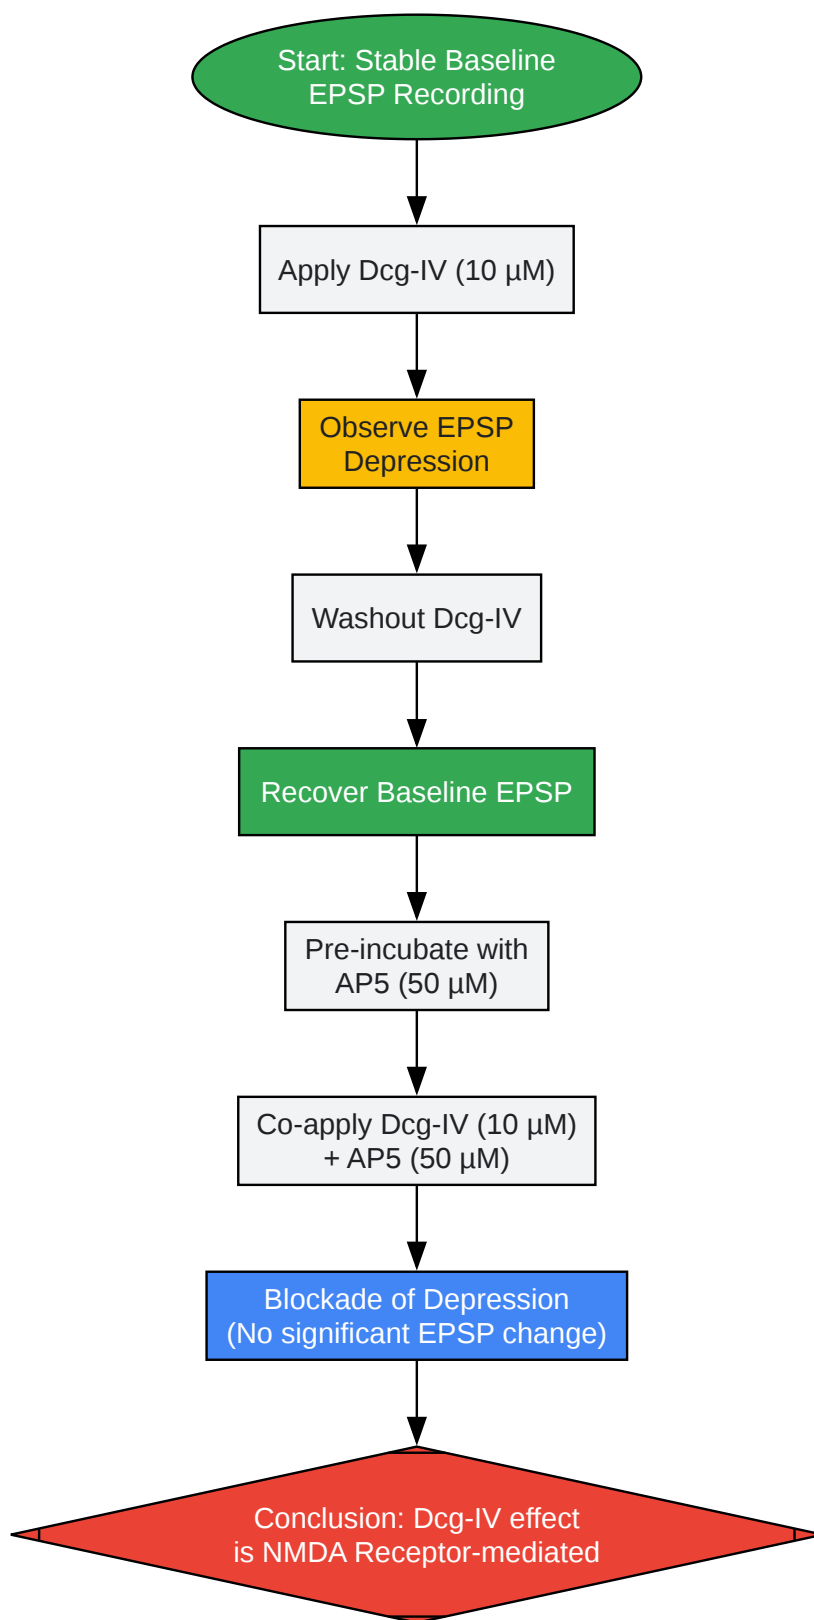 Start: Stable Baseline
EPSP Recording
Apply Dcg-IV (10 µM)
Observe EPSP
Depression
Washout Dcg-IV
Recover Baseline EPSP
Pre-incubate with
AP5 (50 µM)
Co-apply Dcg-IV (10 µM)
+ AP5 (50 µM)
Blockade of Depression
(No significant EPSP change)
Conclusion: Dcg-IV effect
is NMDA Receptor-mediated